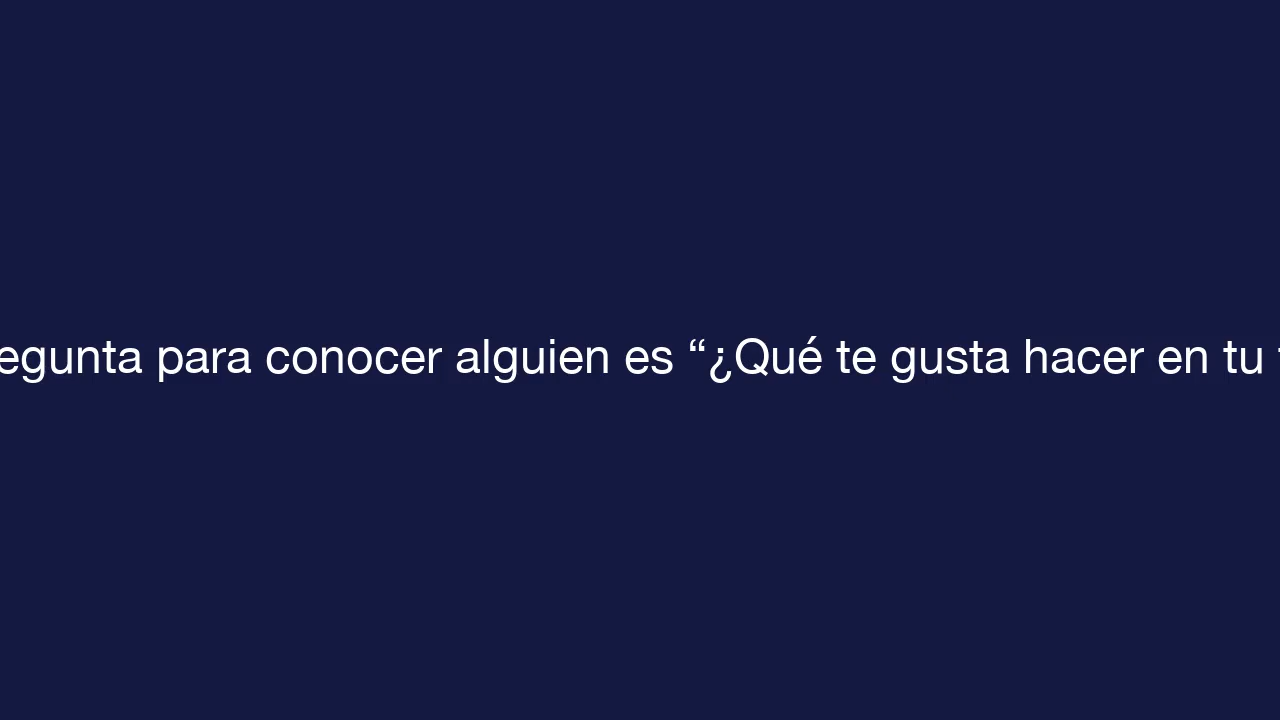 egunta para conocer alguien es “¿Qué te gusta hacer en tu